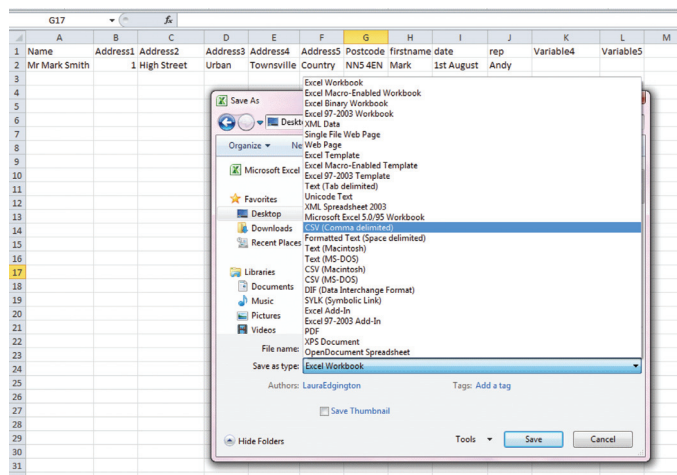 G17 fx
A B C D E F G H I J K L M
1 Name Address1 Address2 Address3 Address4 Address5 Postcode firstname date rep Variable4 Variable5
2 Mr Mark Smith 1 High Street Urban Townsville Country NN5 4EN Mark 1st August Andy
3
4
5
6
7
8
9
10
11
12
13
14
15
16
17
18
19
20
21
22
23
24
25
26
27
28
29
30
31
Save As
Deskt
Organize Ne
Microsoft Excel
Favorites
Desktop
Downloads
Recent Places
Libraries
Documents
Music
Pictures
Videos
Excel Workbook
Excel Macro-Enabled Workbook
Excel Binary Workbook
Excel 97-2003 Workbook
XML Data
Single File Web Page
Web Page
Excel Template
Excel Macro-Enabled Template
Excel 97-2003 Template
Text (Tab delimited)
Unicode Text
XML Spreadsheet 2003
Microsoft Excel 5.0/95 Workbook
CSV (Comma delimited)
Formatted Text (Space delimited)
Text (Macintosh)
Text (MS-DOS)
CSV (Macintosh)
CSV (MS-DOS)
DIF (Data Interchange Format)
SYLK (Symbolic Link)
Excel Add-In
Excel 97-2003 Add-In
PDF
XPS Document
OpenDocument Spreadsheet
File name:
Save as type: Excel Workbook
Authors: LauraEdgington Tags: Add a tag
Save Thumbnail
Hide Folders Tools Save Cancel